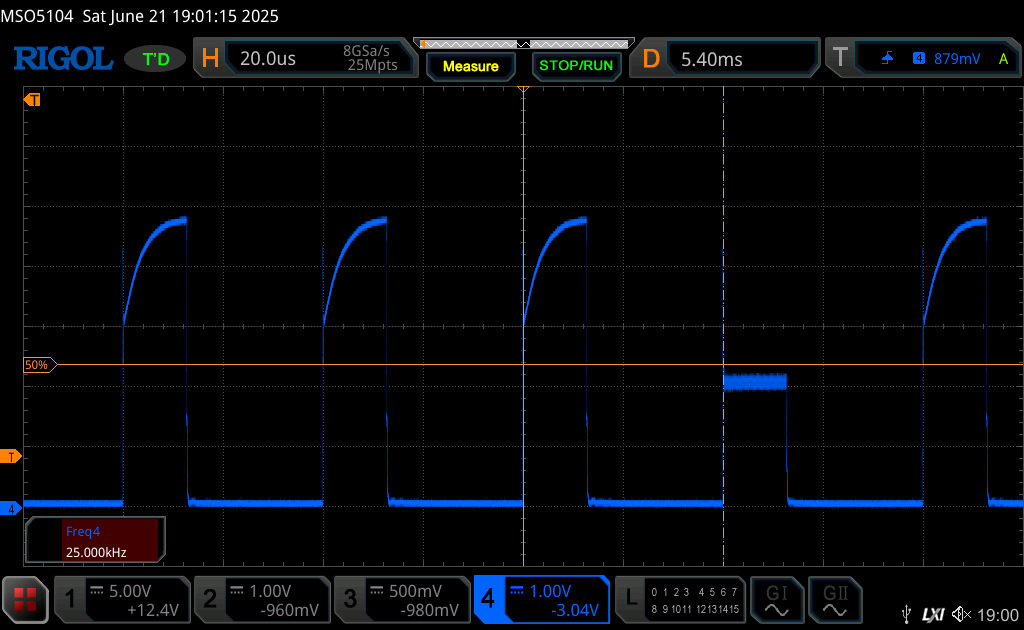 MSO5104 Sat June 21 19:01:15 2025
RIGOL T'D H 20.0us 8GSa/s 25Mpts Measure STOP/RUN D 5.40ms T 4 879mV A
T
50%
T
4
Freq4
25.000kHz
1 5.00V +12.4V 2 1.00V -960mV 3 500mV -980mV 4 1.00V -3.04V L 0 1 2 3 4 5 6 7 8 9 10 11 12 13 14 15 GI GII
LXI 19:00